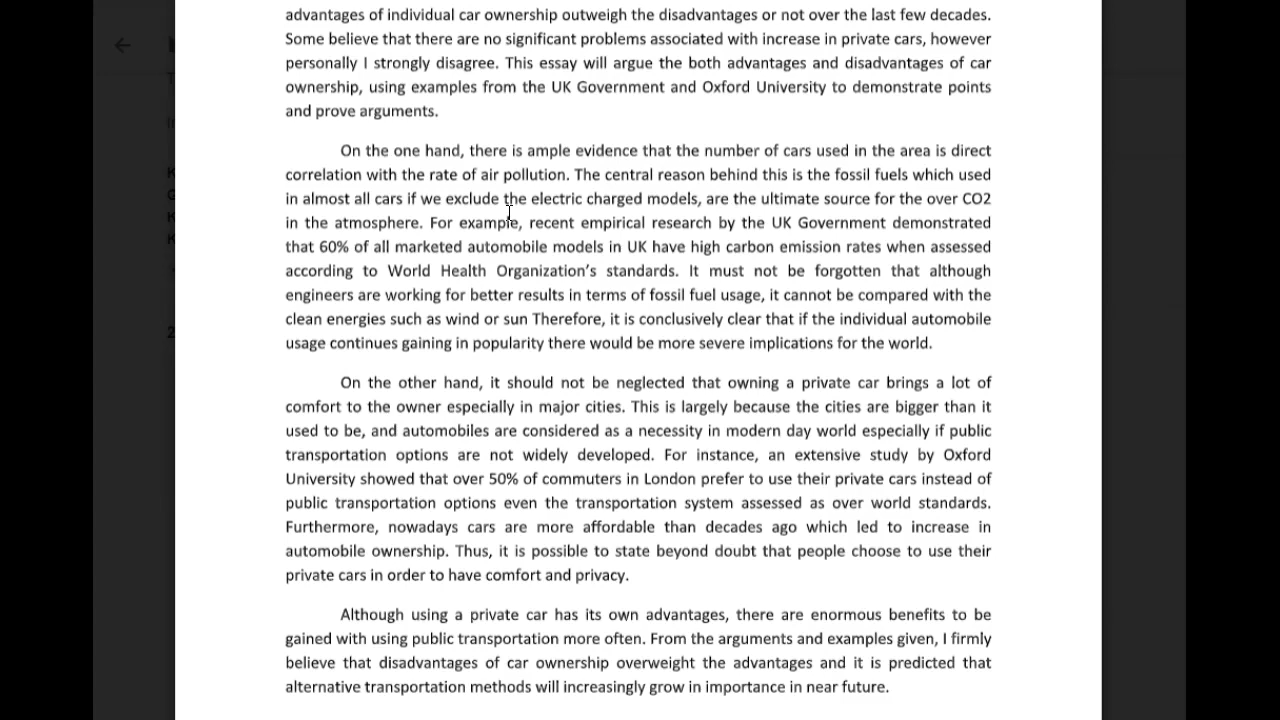 advantages of individual car ownership outweigh the disadvantages or not over the last few decades.
Some believe that there are no significant problems associated with increase in private cars, however
personally I strongly disagree. This essay will argue the both advantages and disadvantages of car
ownership, using examples from the UK Government and Oxford University to demonstrate points
and prove arguments.
On the one hand, there is ample evidence that the number of cars used in the area is direct
correlation with the rate of air pollution. The central reason behind this is the fossil fuels which used
in almost all cars if we exclude the electric charged models, are the ultimate source for the over CO2
in the atmosphere. For example, recent empirical research by the UK Government demonstrated
that 60% of all marketed automobile models in UK have high carbon emission rates when assessed
according to World Health Organization's standards. It must not be forgotten that although
engineers are working for better results in terms of fossil fuel usage, it cannot be compared with the
clean energies such as wind or sun Therefore, it is conclusively clear that if the individual automobile
usage continues gaining in popularity there would be more severe implications for the world.
On the other hand, it should not be neglected that owning a private car brings a lot of
comfort to the owner especially in major cities. This is largely because the cities are bigger than it
used to be, and automobiles are considered as a necessity in modern day world especially if public
transportation options are not widely developed. For instance, an extensive study by Oxford
University showed that over 50% of commuters in London prefer to use their private cars instead of
public transportation options even the transportation system assessed as over world standards.
Furthermore, nowadays cars are more affordable than decades ago which led to increase in
automobile ownership. Thus, it is possible to state beyond doubt that people choose to use their
private cars in order to have comfort and privacy.
Although using a private car has its own advantages, there are enormous benefits to be
gained with using public transportation more often. From the arguments and examples given, I firmly
believe that disadvantages of car ownership overweight the advantages and it is predicted that
alternative transportation methods will increasingly grow in importance in near future.